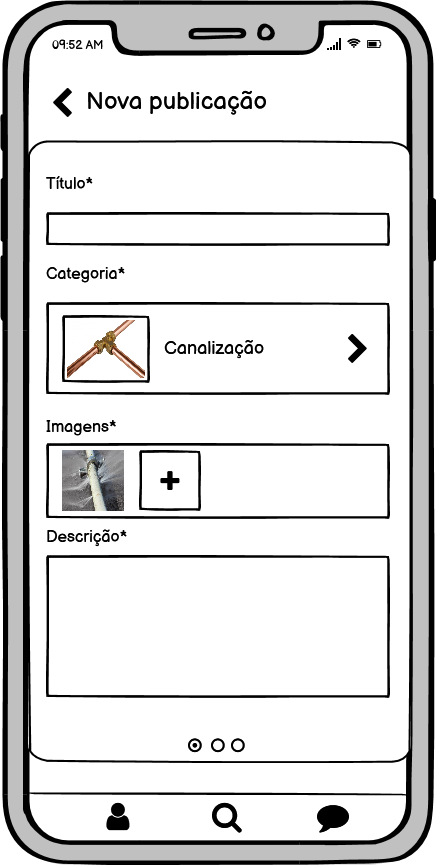 09:52 AM
Nova publicação
Título*
Categoria*
Canalização
Imagens*
Descrição*